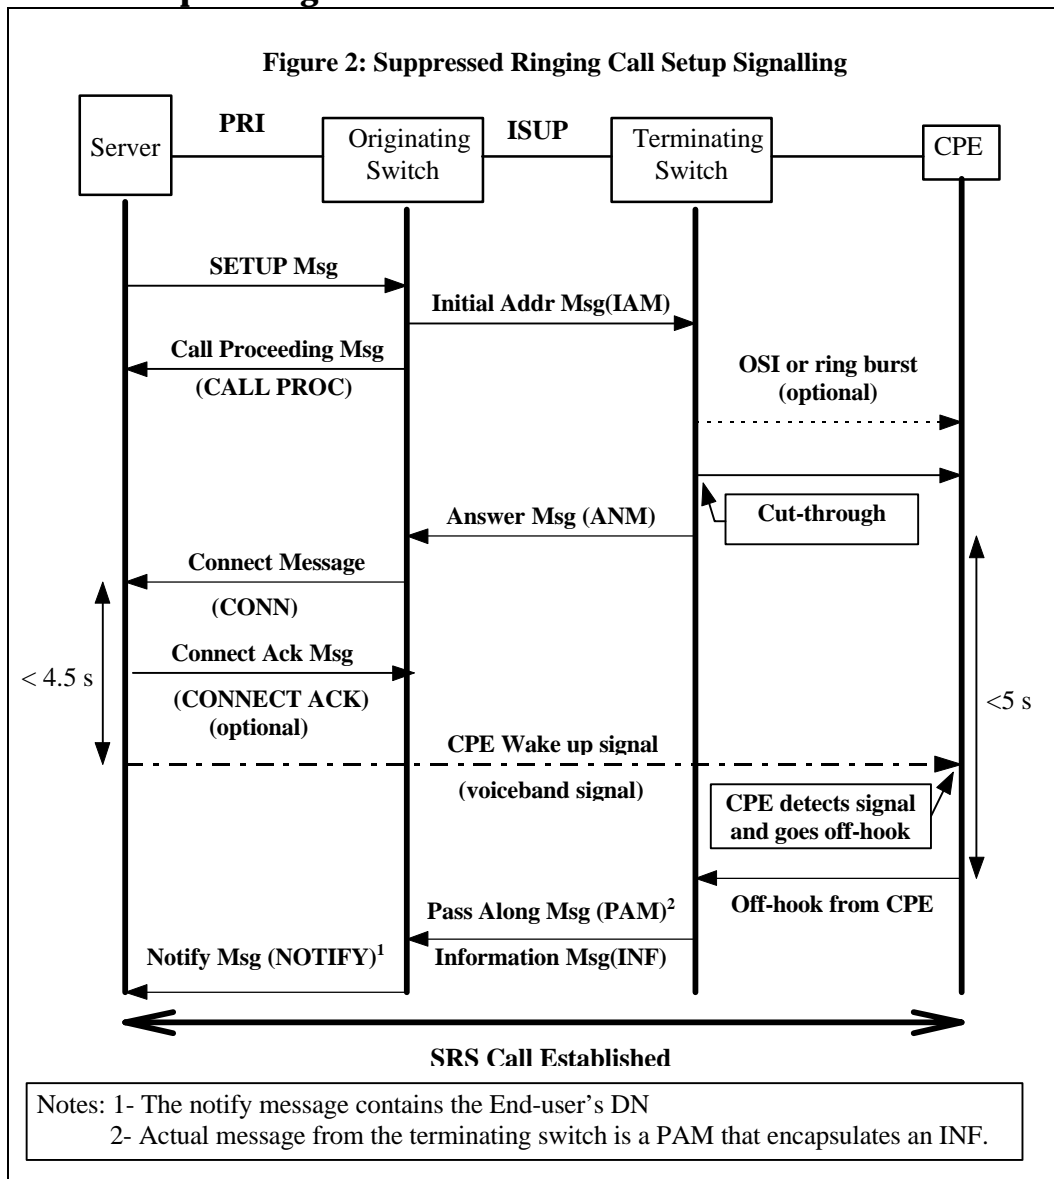 Figure 2: Suppressed Ringing Call Setup Signalling
PRI
ISUP
Server
Originating
Switch
Terminating
Switch
CPE
SETUP Msg
Initial Addr Msg(IAM)
Call Proceeding Msg
(CALL PROC)
OSI or ring burst
(optional)
Cut-through
Answer Msg (ANM)
Connect Message
(CONN)
Connect Ack Msg
< 4.5 s
(CONNECT ACK)
(optional)
<5 s
CPE Wake up signal
(voiceband signal)
CPE detects signal
and goes off-hook
Off-hook from CPE
Pass Along Msg (PAM)2
Information Msg(INF)
Notify Msg (NOTIFY)1
SRS Call Established
Notes: 1- The notify message contains the End-user's DN
2- Actual message from the terminating switch is a PAM that encapsulates an INF.